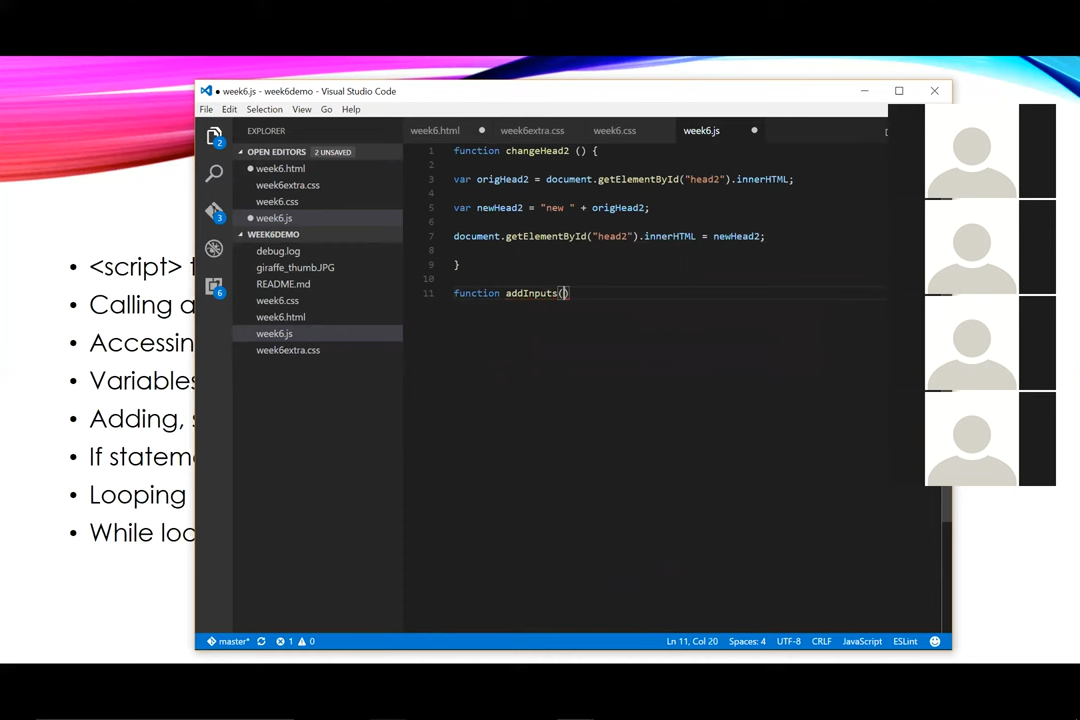 ● week6.js - week6demo - Visual Studio Code
File Edit Selection View Go Help
EXPLORER
OPEN EDITORS 2 UNSAVED
week6.html
week6extra.css
week6.css
week6.js
WEEK6DEMO
debug.log
giraffe_thumb.JPG
README.md
week6.css
week6.html
week6.js
week6extra.css
2
3
6
week6.html week6extra.css week6.css week6.js
1 function changeHead2 () {
2
3 var origHead2 = document.getElementById("head2").innerHTML;
4
5 var newHead2 = "new " + origHead2;
6
7 document.getElementById("head2").innerHTML = newHead2;
8
9 }
10
11 function addInputs()
• <script> t
• Calling a
• Accessin
• Variables
• Adding, s
• If stateme
• Looping
• While loo
master* 1 0 Ln 11, Col 20 Spaces: 4 UTF-8 CRLF JavaScript ESLint